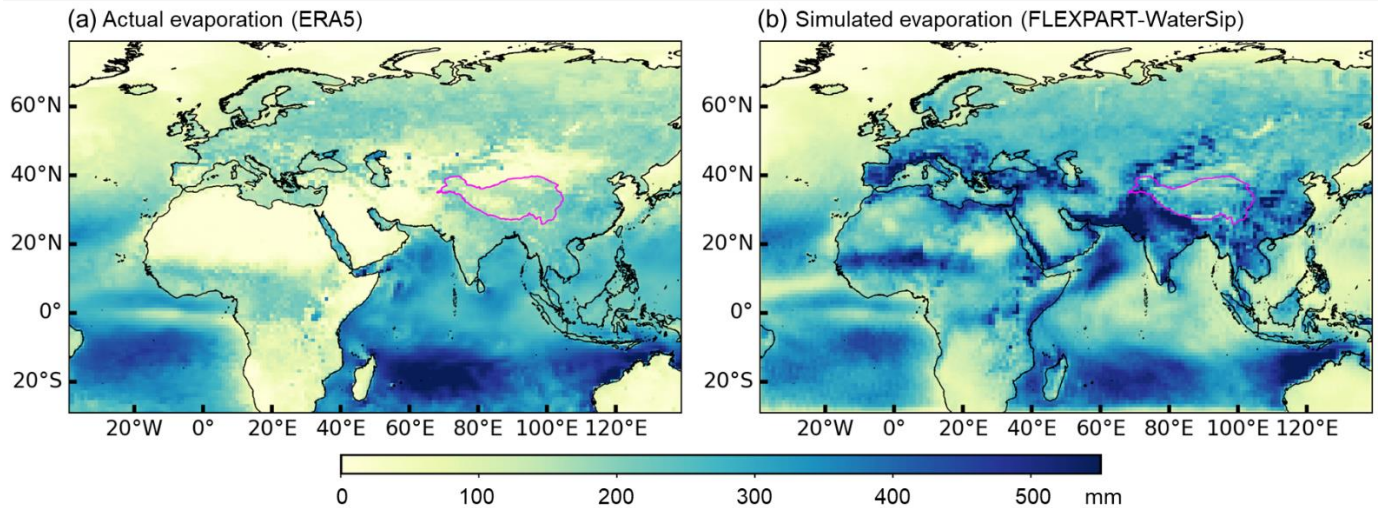 (a) Actual evaporation (ERA5)
(b) Simulated evaporation (FLEXPART-WaterSip)
60°N
40°N
20°N
0°
20°S
20°W 0° 20°E 40°E 60°E 80°E 100°E 120°E
60°N
40°N
20°N
0°
20°S
20°W 0° 20°E 40°E 60°E 80°E 100°E 120°E
0 100 200 300 400 500 mm